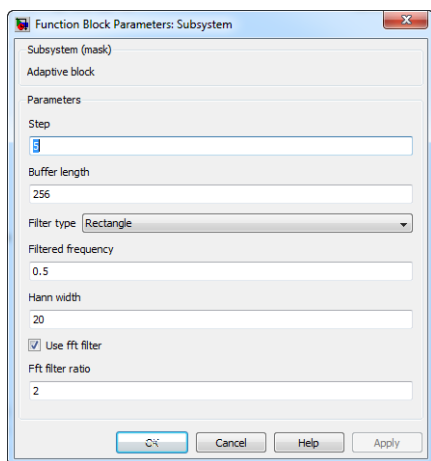 Function Block Parameters: Subsystem
Subsystem (mask)
Adaptive block
Parameters
Step
5
Buffer length
256
Filter type Rectangle
Filtered frequency
0.5
Hann width
20
Use fft filter
Fft filter ratio
2
OK Cancel Help Apply